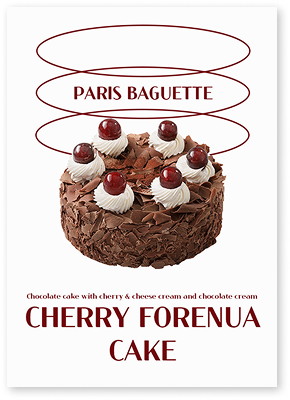 PARIS BAGUETTE
Chocolate cake with cherry & cheese cream and chocolate cream
CHERRY FORENUA
CAKE